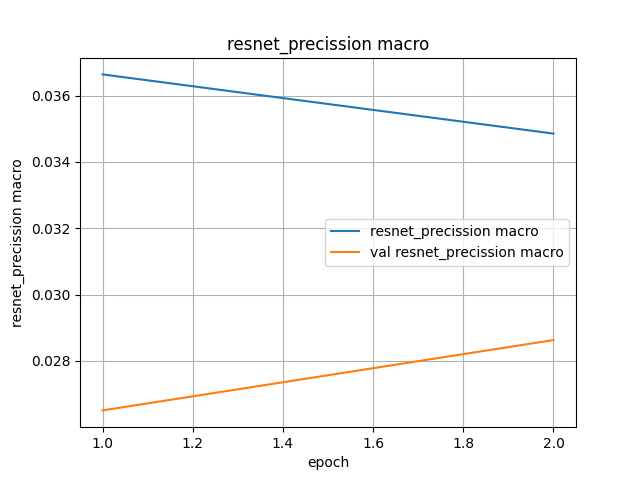 resnet_precission macro
resnet_precission macro
0.036
0.034
0.032
0.030
0.028
resnet_precission macro
val resnet_precission macro
1.0 1.2 1.4 1.6 1.8 2.0
epoch